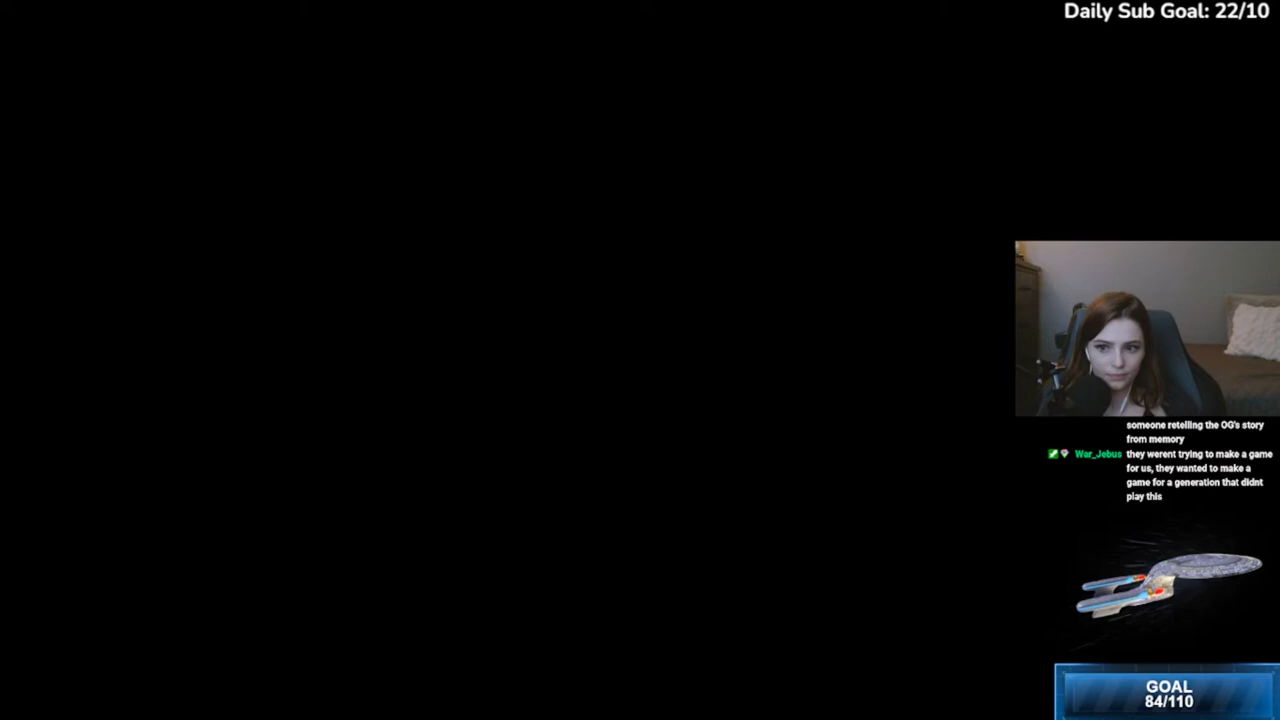 Daily Sub Goal: 22/10
someone retelling the OG's story
from memory
War_Jebus they werent trying to make a game
for us, they wanted to make a
game for a generation that didnt
play this
GOAL
84/110